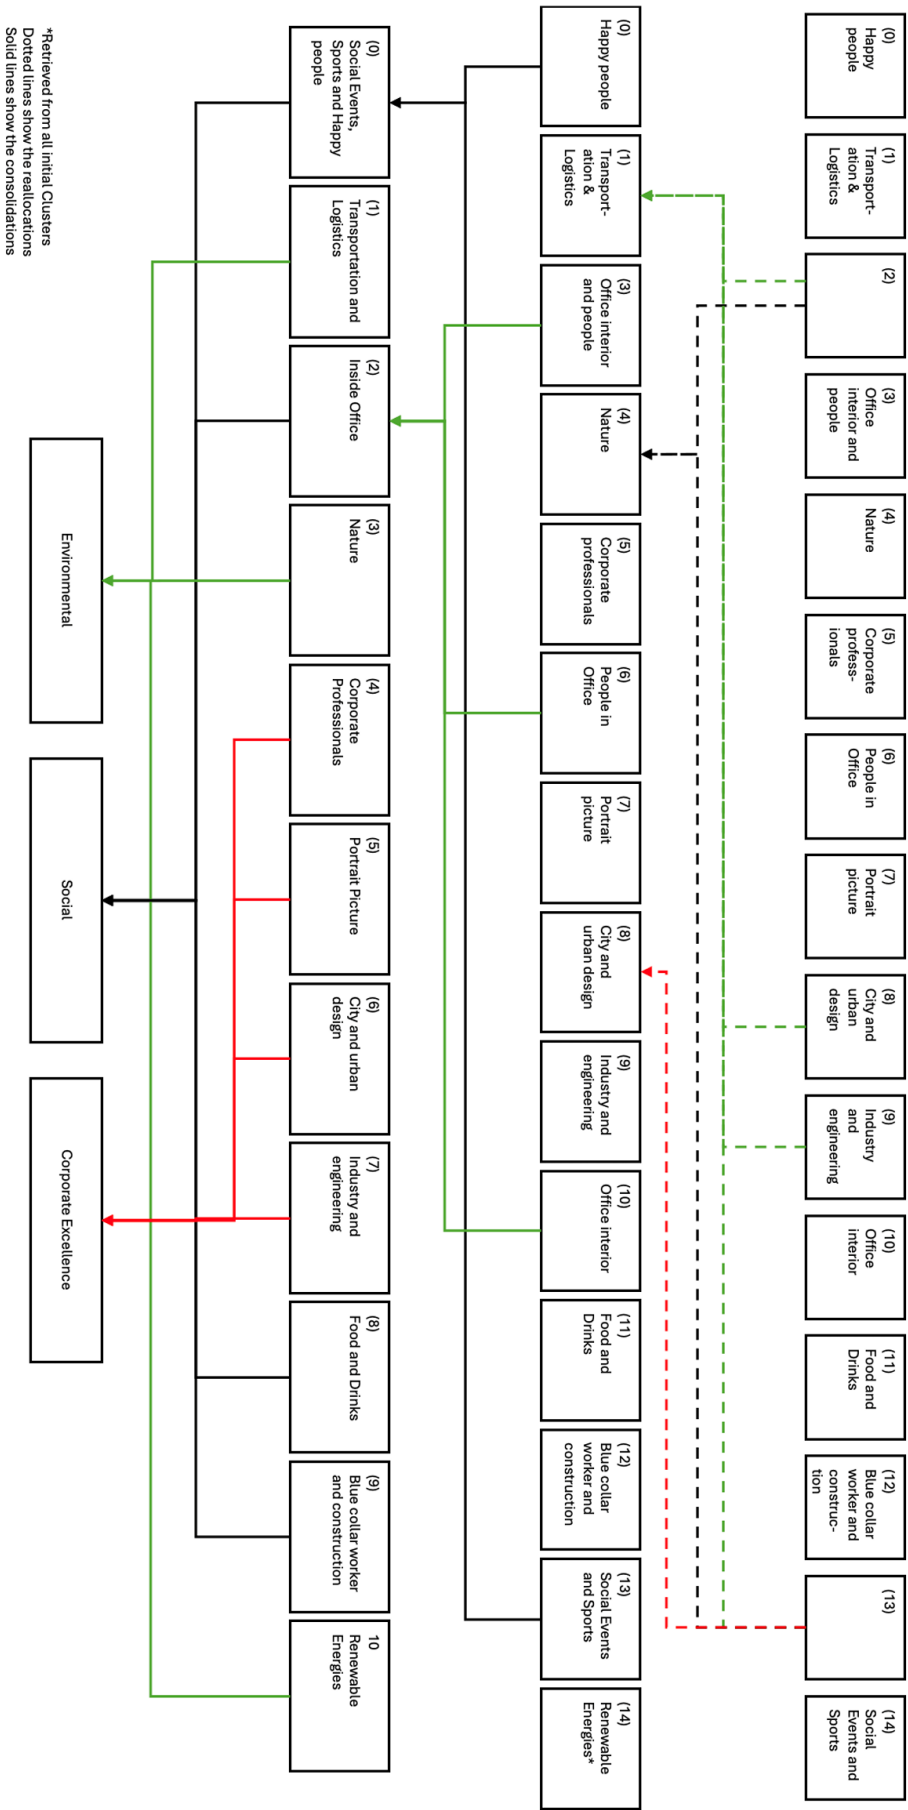 (0)
Happy
people
(1)
Transport-
ation &
Logistics
(2)
(3)
Office
interior and
people
(4)
Nature
(5)
Corporate
profess-
ionals
(6)
People in
Office
(7)
Portrait
picture
(8)
City and
urban
design
(9)
Industry
and
engineering
(10)
Office
interior
(11)
Food and
Drinks
(12)
Blue collar
worker and
construc-
tion
(13)
(14)
Social
Events and
Sports
(0)
Happy people
(1)
Transport-
ation &
Logistics
(3)
Office interior
and people
(4)
Nature
(5)
Corporate
professionals
(6)
People in
Office
(7)
Portrait
picture
(8)
City and
urban design
(9)
Industry and
engineering
(10)
Office interior
(11)
Food and
Drinks
(12)
Blue collar
worker and
construction
(13)
Social Events
and Sports
(14)
Renewable
Energies*
(0)
Social Events,
Sports and Happy
people
(1)
Transportation and
Logistics
(2)
Inside Office
(3)
Nature
(4)
Corporate
Professionals
(5)
Portrait Picture
(6)
City and urban
design
(7)
Industry and
engineering
(8)
Food and Drinks
(9)
Blue collar worker
and construction
10
Renewable
Energies
Environmental
Social
Corporate Excellence
*Retrieved from all initial Clusters
Dotted lines show the reallocations
Solid lines show the consolidations